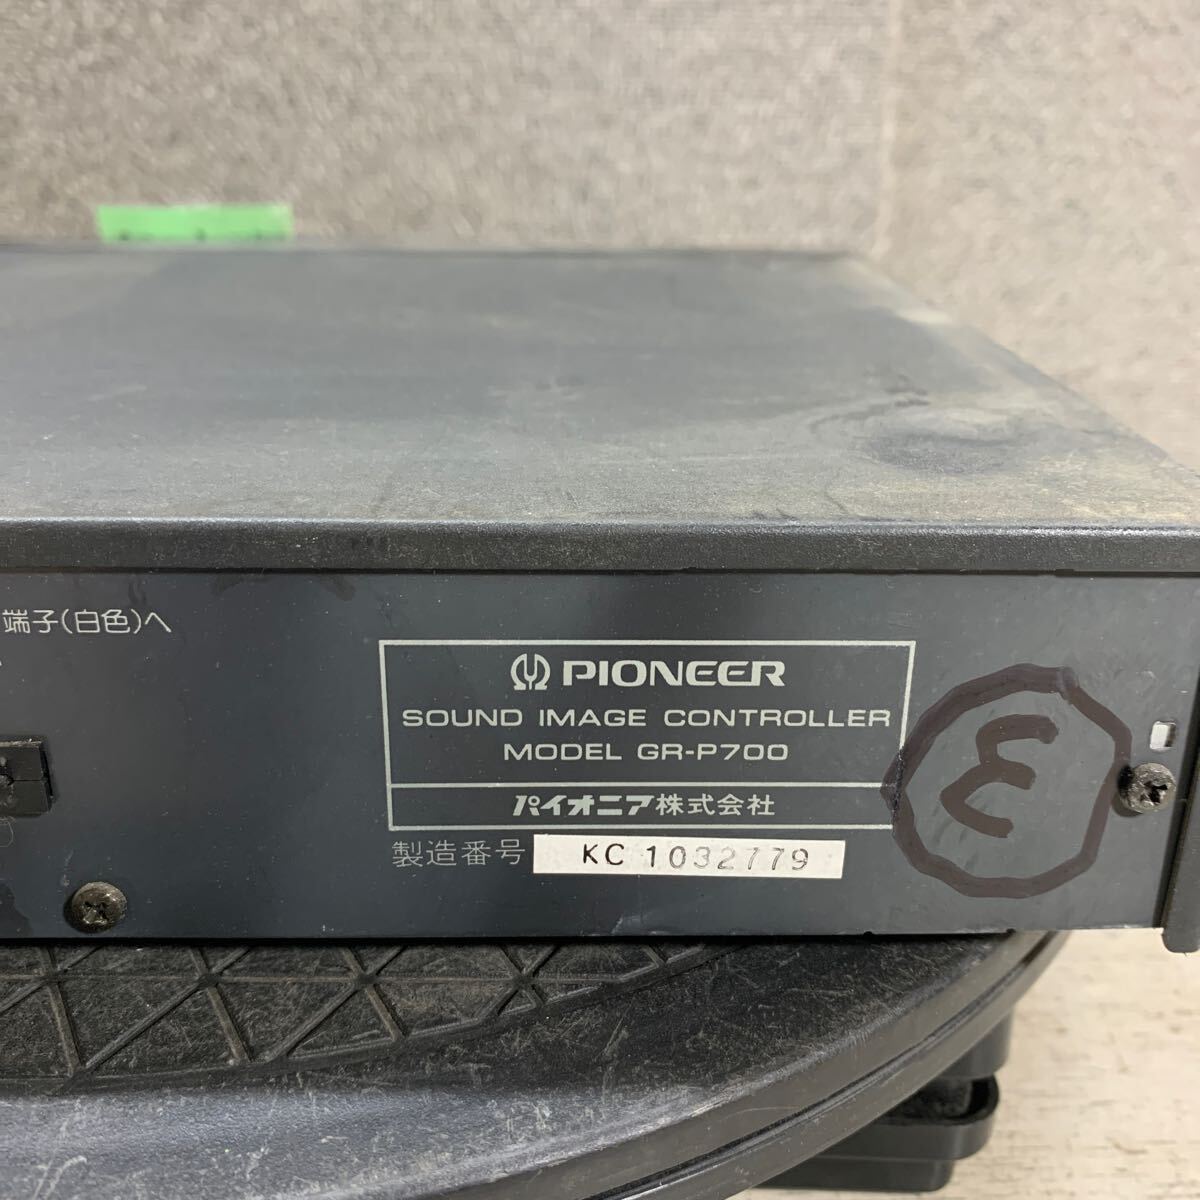 端子(白色)へ
PIONEER
SOUND IMAGE CONTROLLER
MODEL GR-P700
パイオニア株式会社
製造番号 KC 1032779
3